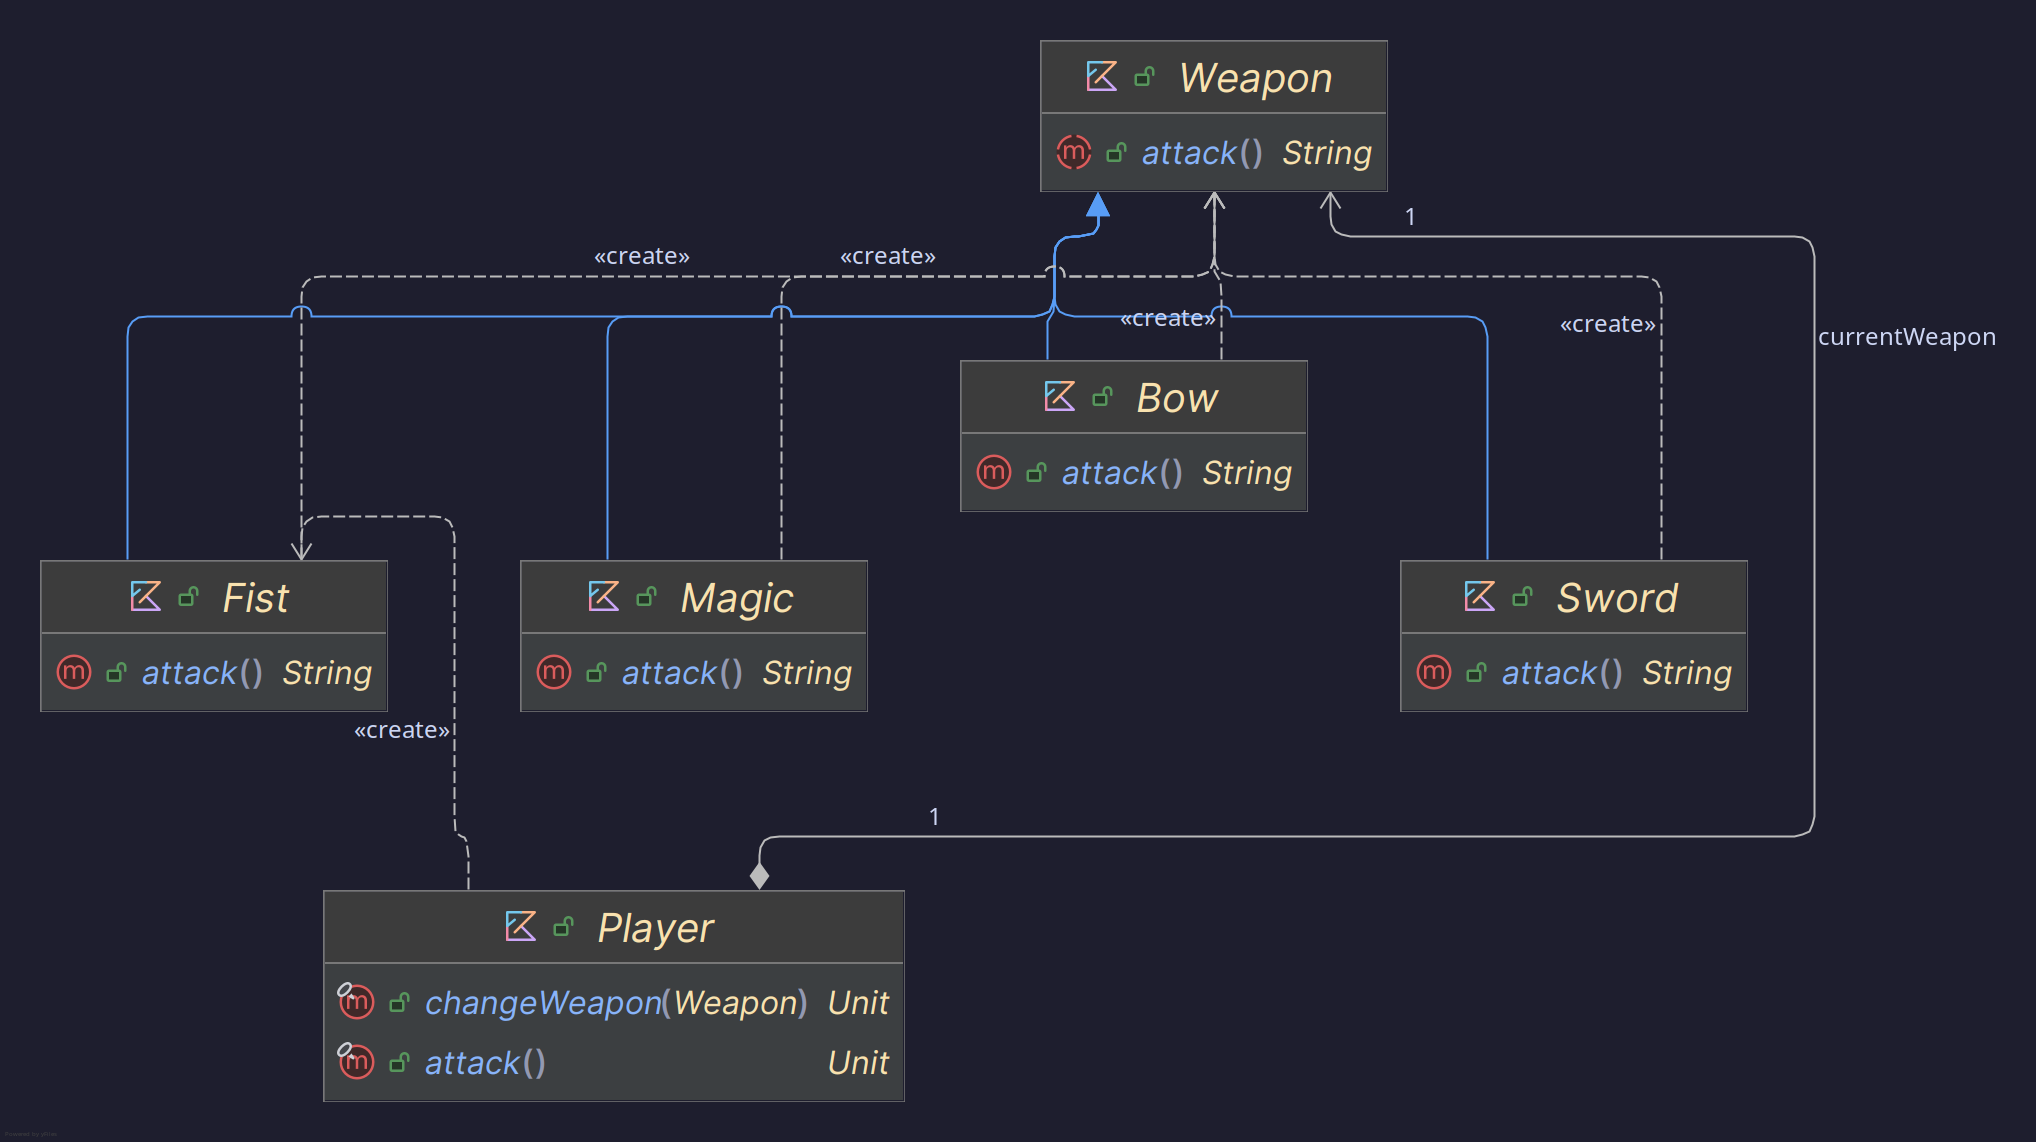 Weapon
attack() String
1
«create»
«create»
«create»
«create»
currentWeapon
Bow
attack() String
Fist
attack() String
Magic
attack() String
Sword
attack() String
«create»
1
Player
changeWeapon(Weapon) Unit
attack() Unit